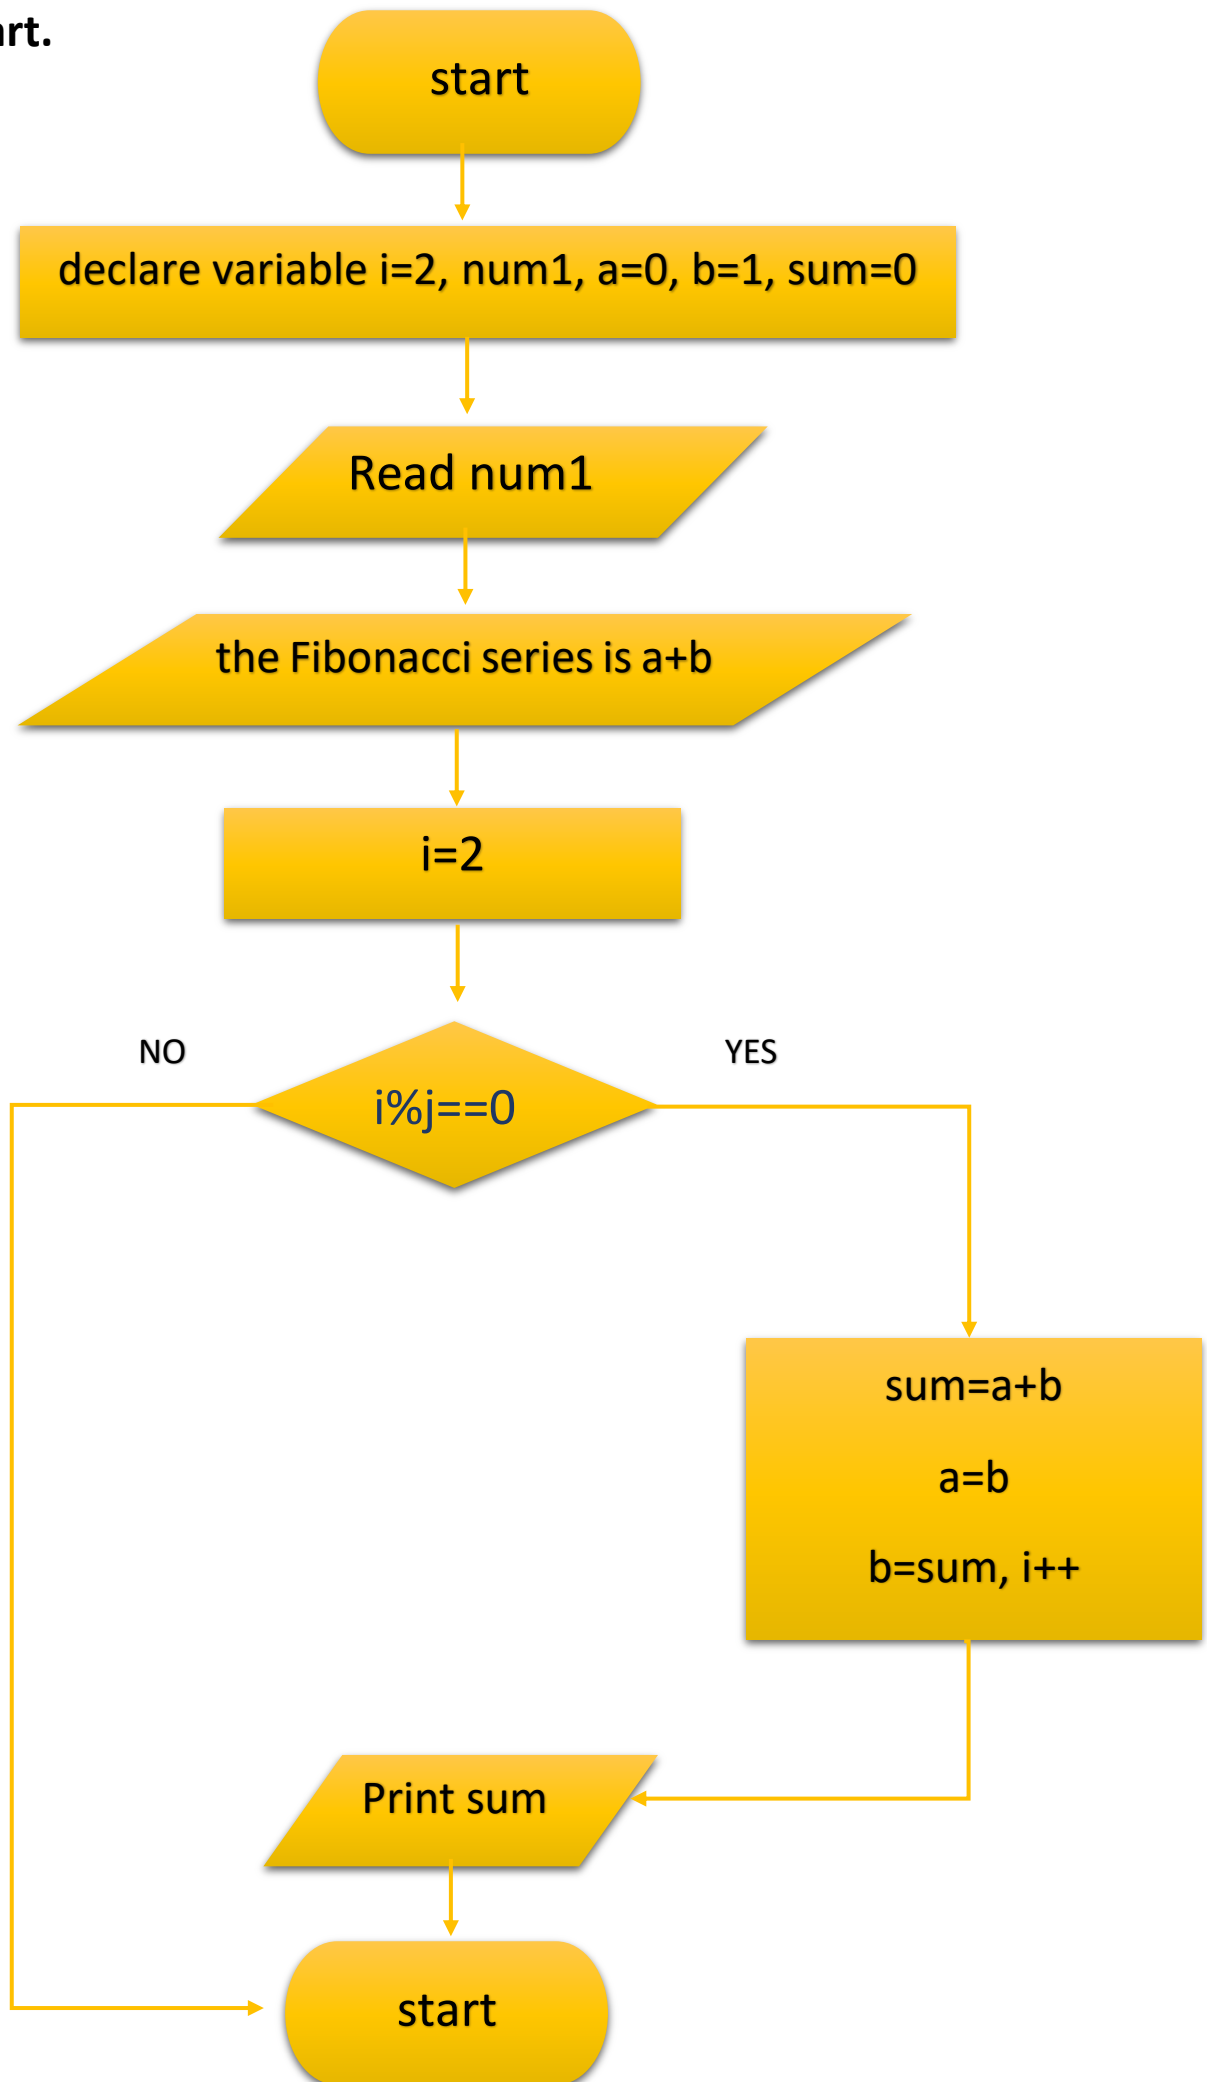 art.
start
declare variable i=2, num1, a=0, b=1, sum=0
Read num1
the Fibonacci series is a+b
i=2
NO
YES
i%j==0
sum=a+b
a=b
b=sum, i++
Print sum
start